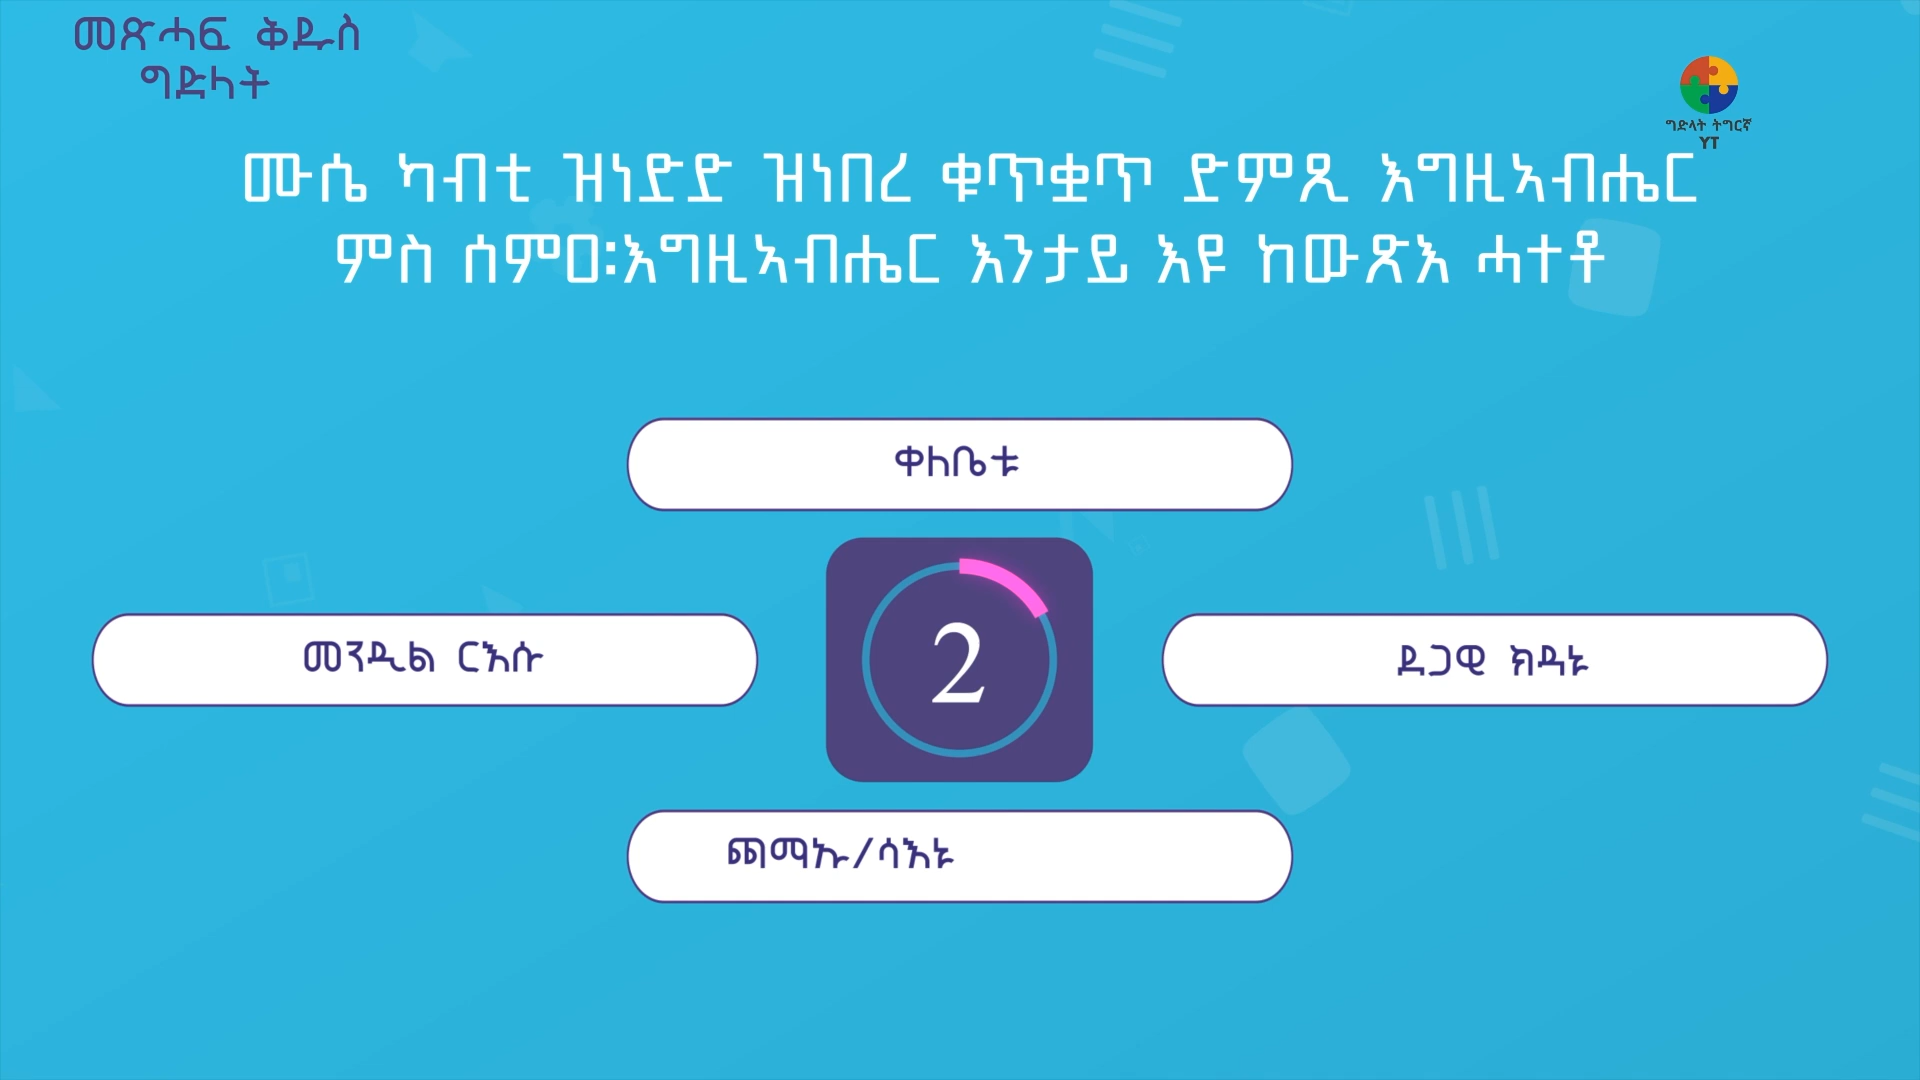 መጽሓፍ ቅዱስ
ግድላት
ግድላት ትግርኛ
YT
ሙሴ ካብቲ ዝነድድ ዝነበረ ቁጥቋጥ ድምጺ እግዚኣብሔር
ምስ ሰምዐ፡እግዚኣብሔር እንታይ እዩ ከውጽእ ሓተቶ
ቀለቤቱ
መንዲል ርእሱ
2
ደጋዊ ክዳኑ
ጫማኡ/ሳእኑ